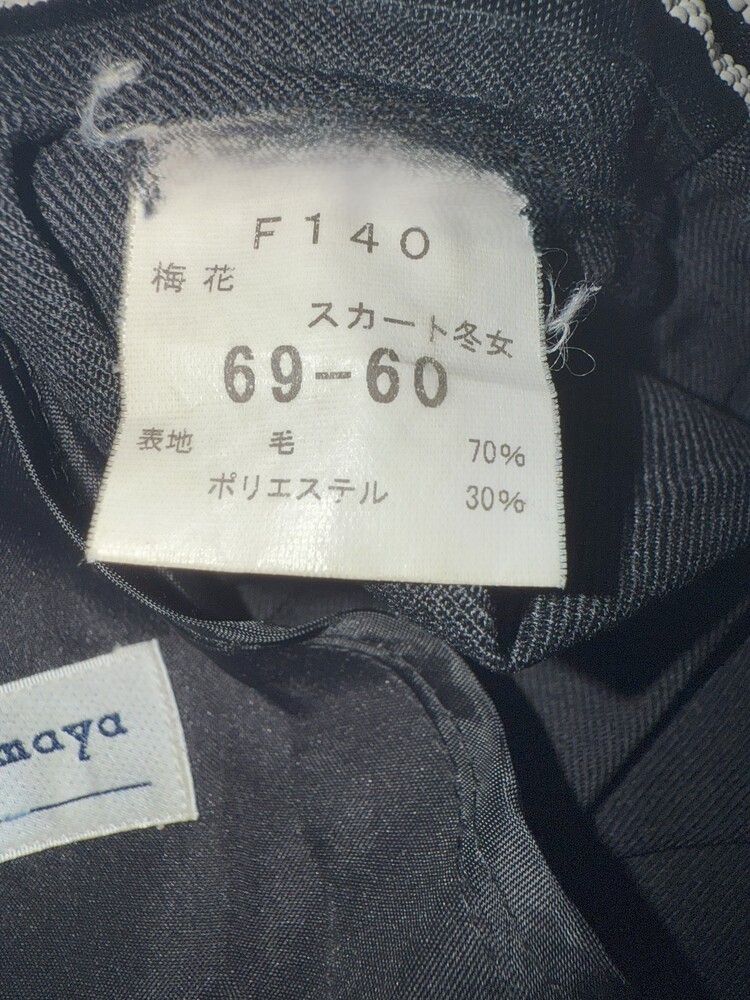 F140
梅花
スカート冬女
69-60
表地 毛 70%
ポリエステル 30%
maya